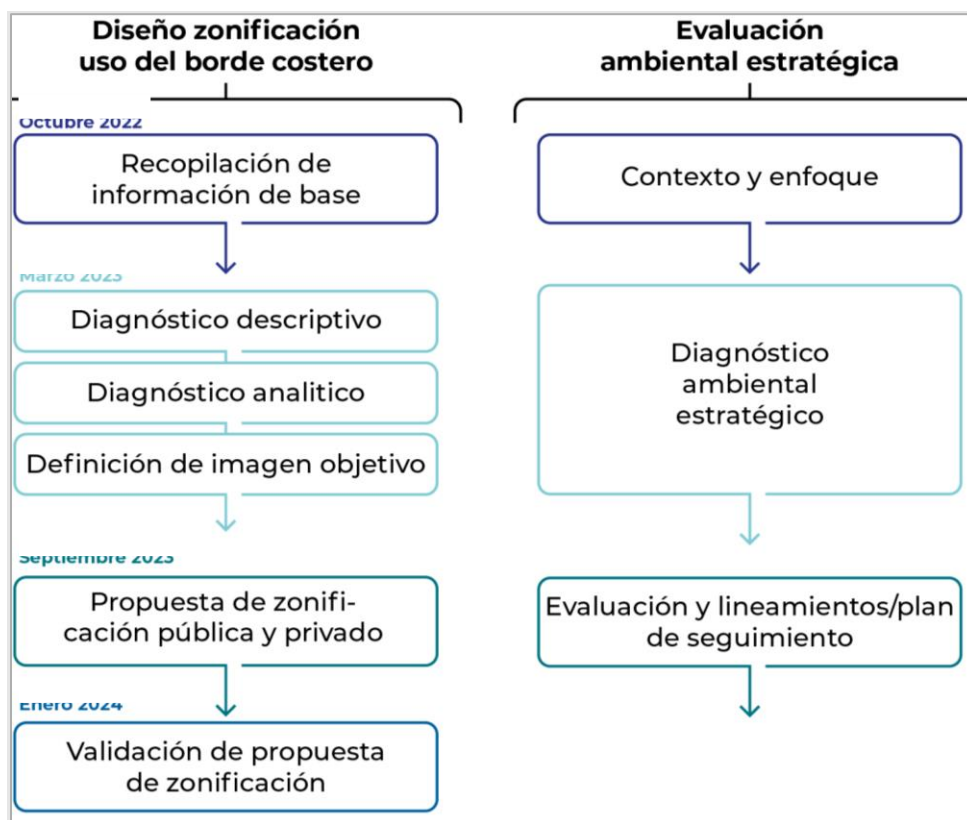 Diseño zonificación
uso del borde costero
Evaluación
ambiental estratégica
Octubre 2022
Recopilación de
información de base
Contexto y enfoque
Marzo 2023
Diagnóstico descriptivo
Diagnóstico analitico
Definición de imagen objetivo
Diagnóstico
ambiental
estratégico
Septiembre 2023
Propuesta de zonifi-
cación pública y privado
Evaluación y lineamientos/plan
de seguimiento
Enero 2024
Validación de propuesta
de zonificación